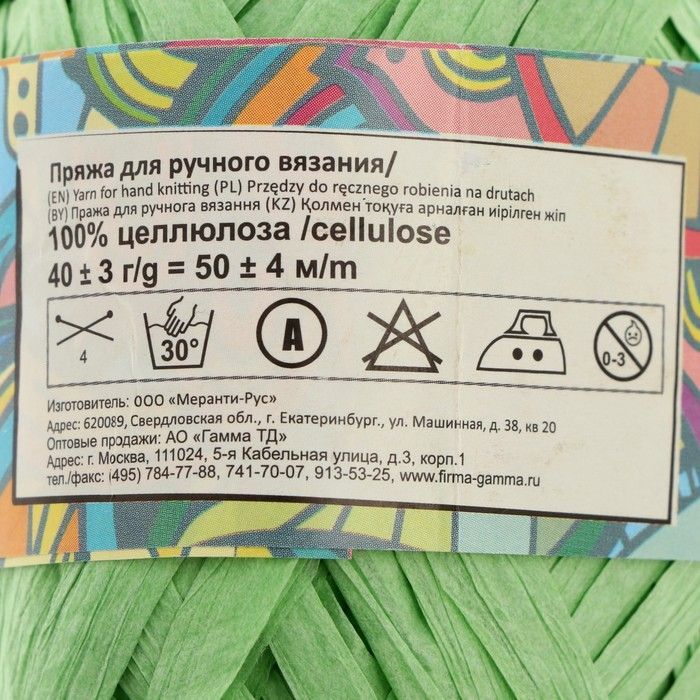 Пряжа для ручного вязания/
(EN) Yarn for hand knitting (PL) Przędzy do ręcznego robienia na drutach
(BY) Пража для ручнога вязання (KZ) Қолмен тоқуға арналған иірілген жіп
100% целлюлоза /cellulose
40 ± 3 г/g = 50 ± 4 м/m
4 30° A 0-3
Изготовитель: ООО «Меранти-Рус»
Адрес: 620089, Свердловская обл., г. Екатеринбург., ул. Машинная, д. 38, кв 20
Оптовые продажи: АО «Гамма ТД»
Адрес: г. Москва, 111024, 5-я Кабельная улица, д.3, корп.1
тел./факс: (495) 784-77-88, 741-70-07, 913-53-25, www.firma-gamma.ru